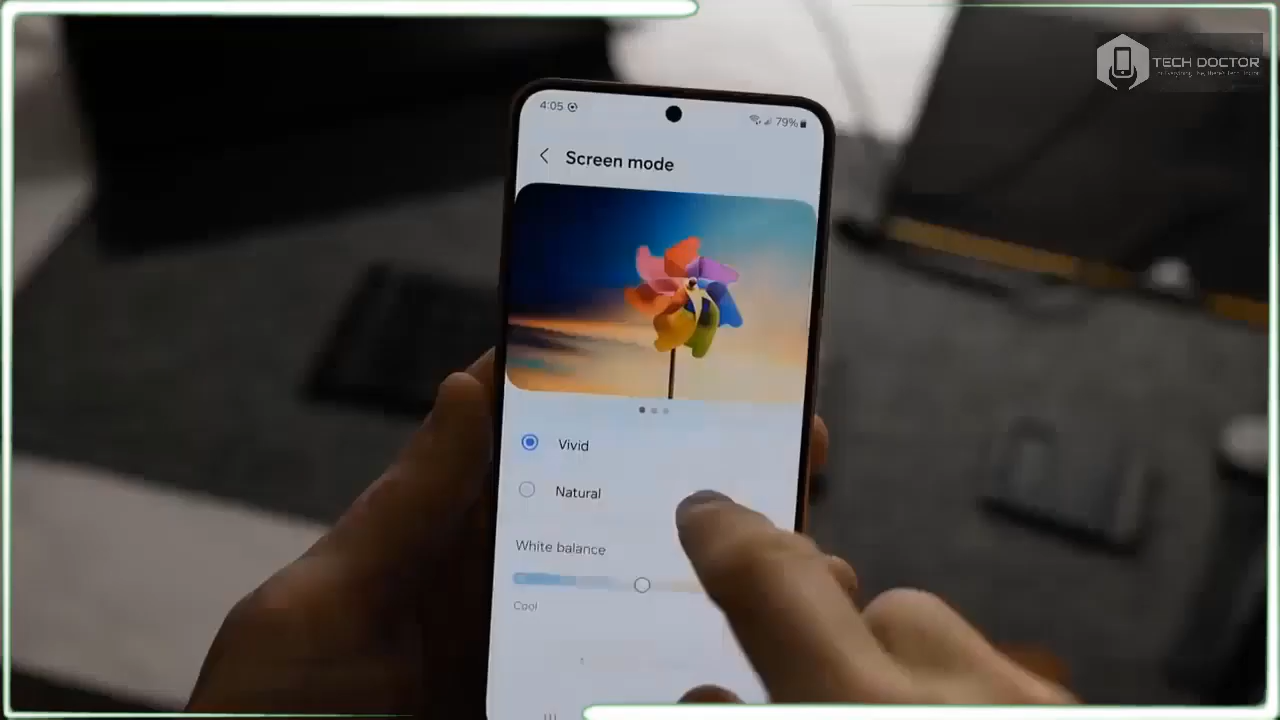 TECH DOCTOR
4:05
79%
Screen mode
Vivid
Natural
White balance
Cool